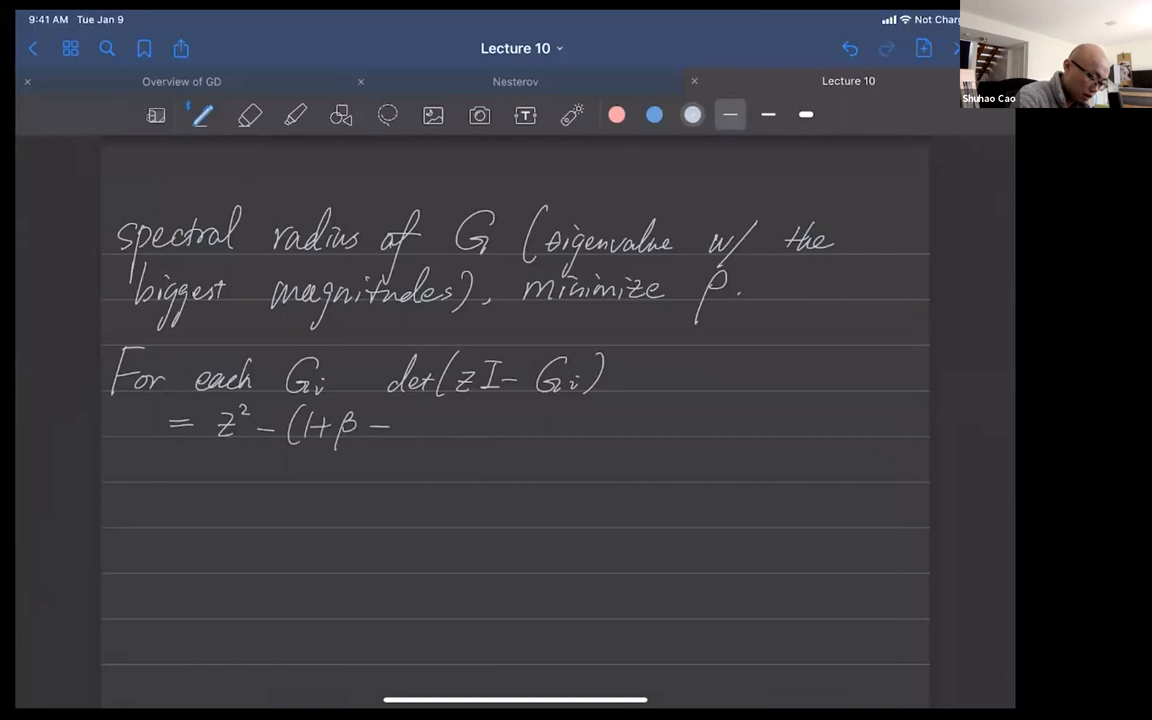 9:41 AM Tue Jan 9
Not Charg
Lecture 10
Overview of GD
Nesterov
Lecture 10
Shuhao Cao
spectral radius of G (eigenvalue w/ the
biggest magnitudes), minimize ρ.
For each Gi det(zI - Gi)
= z² - (1+β -